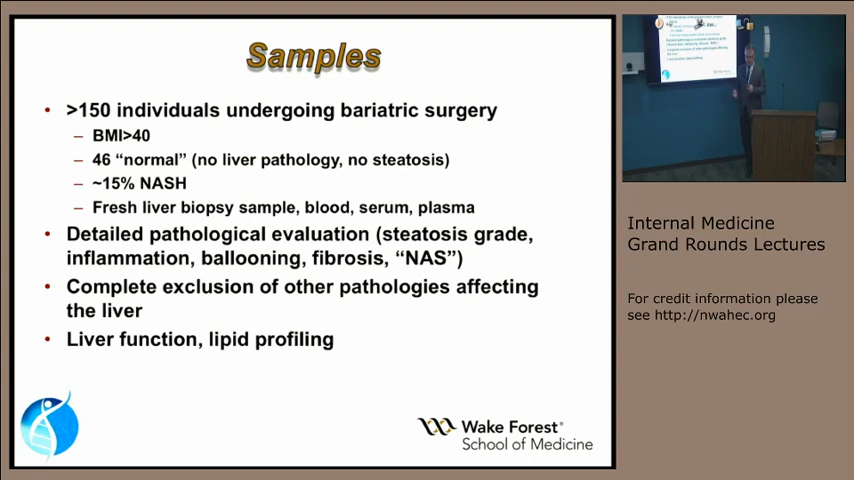 Samples
• >150 individuals undergoing bariatric surgery
– BMI>40
– 46 “normal” (no liver pathology, no steatosis)
– ~15% NASH
– Fresh liver biopsy sample, blood, serum, plasma
• Detailed pathological evaluation (steatosis grade,
inflammation, ballooning, fibrosis, “NAS”)
• Complete exclusion of other pathologies affecting
the liver
• Liver function, lipid profiling
Wake Forest®
School of Medicine
Internal Medicine
Grand Rounds Lectures
For credit information please
see http://nwahec.org